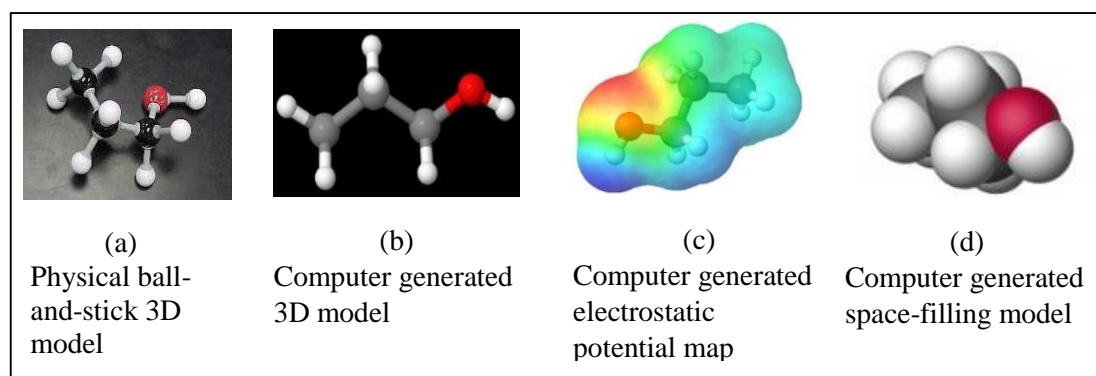 (a)
Physical ball-
and-stick 3D
model
(b)
Computer generated
3D model
(c)
Computer generated
electrostatic
potential map
(d)
Computer generated
space-filling model